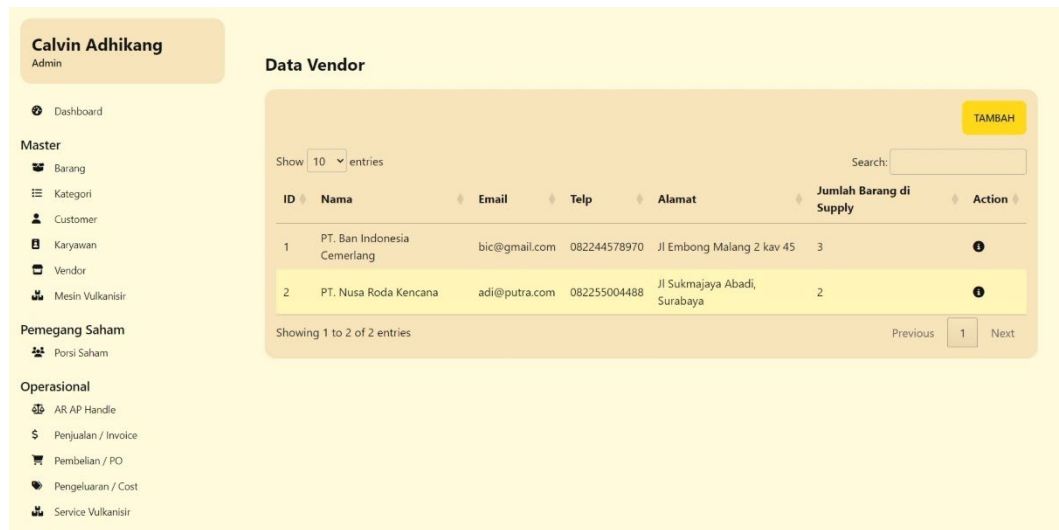 Calvin Adhikang
Admin
Dashboard
Master
Barang
Kategori
Customer
Karyawan
Vendor
Mesin Vulkanisir
Pemegang Saham
Porsi Saham
Operasional
AR AP Handle
Penjualan / Invoice
Pembelian / PO
Pengeluaran / Cost
Service Vulkanisir
Data Vendor
TAMBAH
Show 10 entries Search:
ID Nama Email Telp Alamat Jumlah Barang di Supply Action
1 PT. Ban Indonesia Cemerlang bic@gmail.com 082244578970 Jl Embong Malang 2 kav 45 3
2 PT. Nusa Roda Kencana adi@putra.com 082255004488 Jl Sukmajaya Abadi, Surabaya 2
Showing 1 to 2 of 2 entries Previous 1 Next